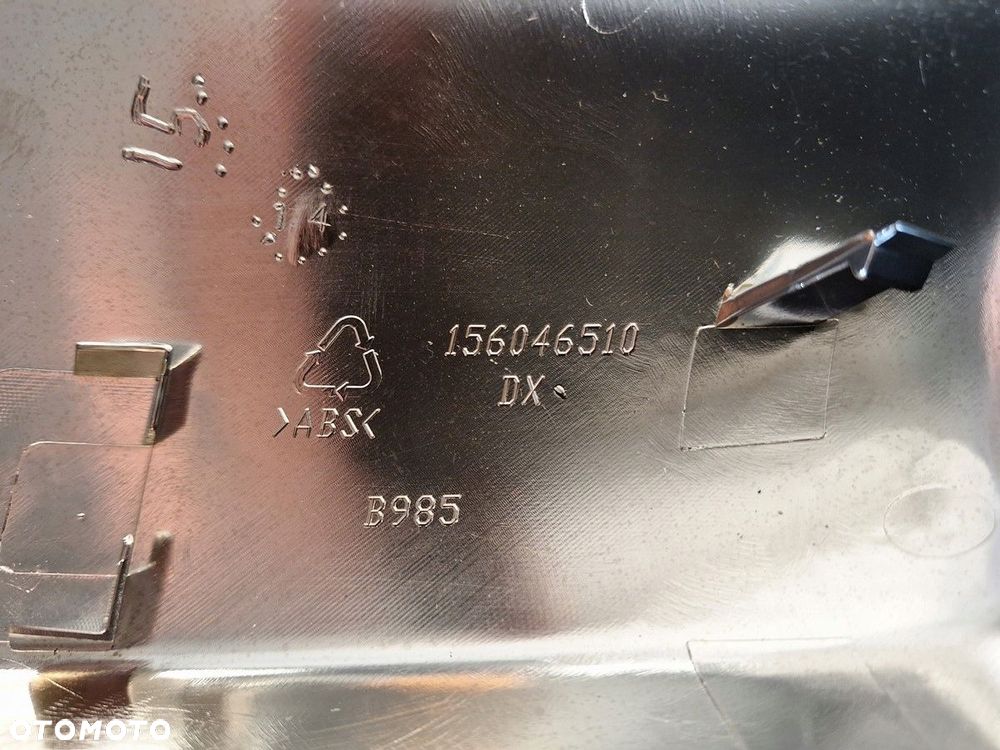 15
14
156046510
DX
>ABS<
B985
OTOMOTO